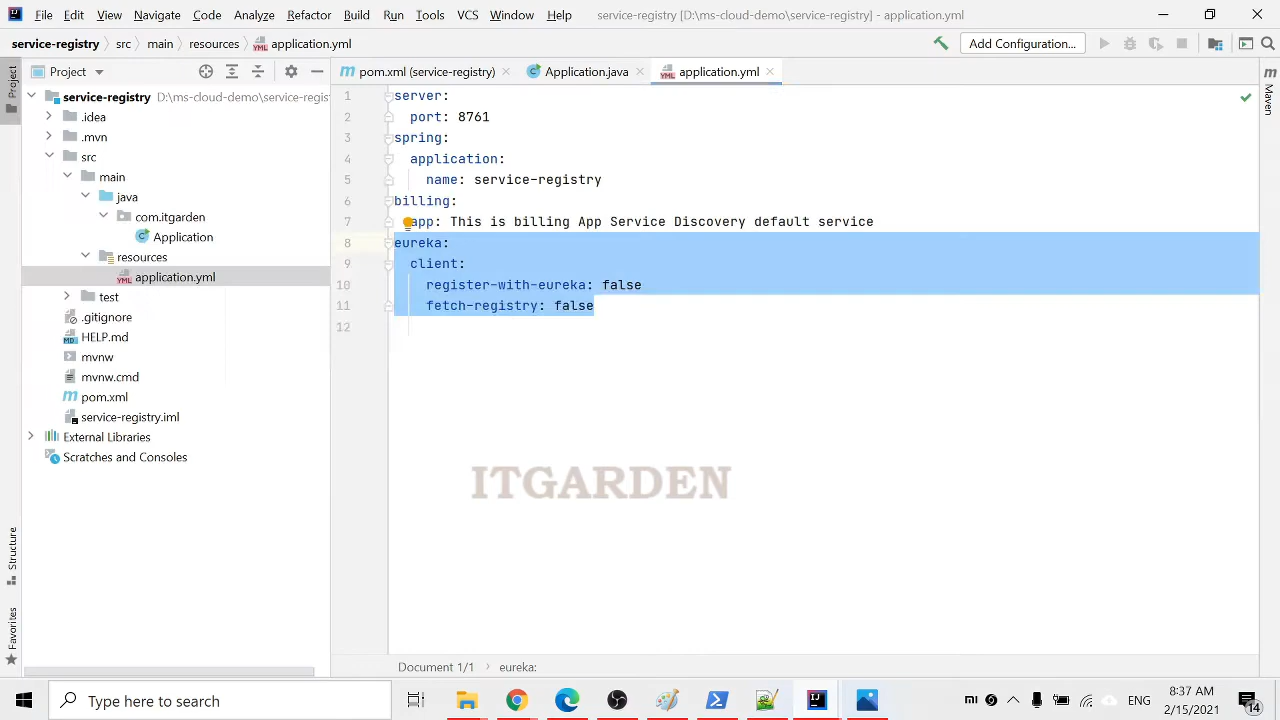 File Edit View Navigate Code Analyze Refactor Build Run Tools VCS Window Help service-registry [D:\ms-cloud-demo\service-registry] - application.yml
service-registry src main resources application.yml Add Configuration...
Project
Project
pom.xml (service-registry) Application.java application.yml
Maven
service-registry D:\ms-cloud-demo\service-regis
.idea
.mvn
src
main
java
com.itgarden
Application
resources
application.yml
test
.gitignore
HELP.md
mvnw
mvnw.cmd
pom.xml
service-registry.iml
External Libraries
Scratches and Consoles
1 server:
2 port: 8761
3 spring:
4 application:
5 name: service-registry
6 billing:
7 app: This is billing App Service Discovery default service
8 eureka:
9 client:
10 register-with-eureka: false
11 fetch-registry: false
12
ITGARDEN
Structure
Favorites
Document 1/1 eureka:
Type here to search
ENG
8:37 AM
2/15/2021
14